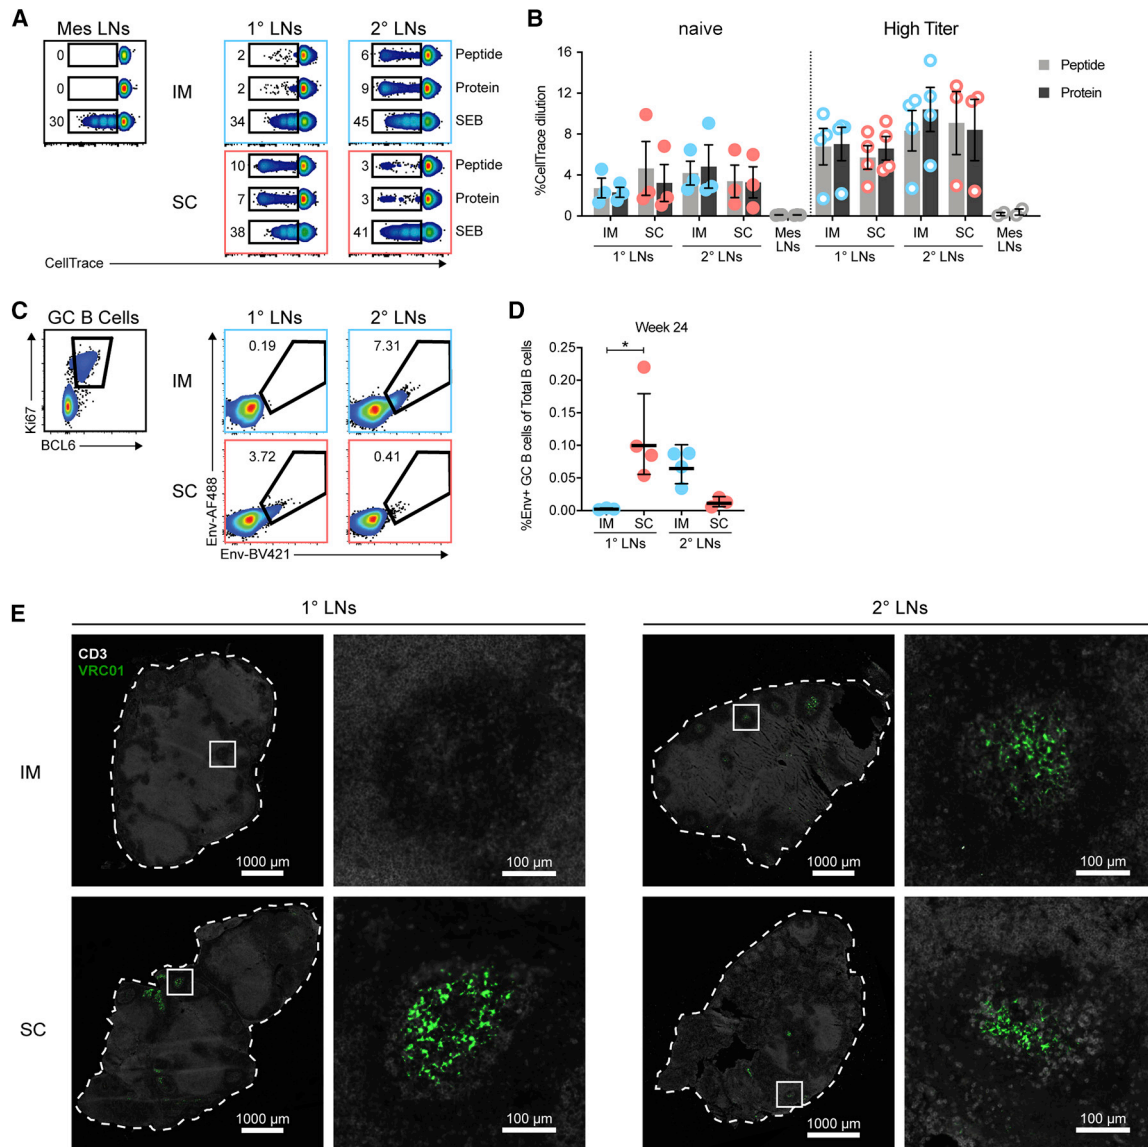 A
Mes LNs
1° LNs
2° LNs
0
2
6
Peptide
0
IM
2
9
Protein
30
34
45
SEB
10
3
Peptide
SC
7
3
Protein
38
41
SEB
CellTrace
B
naive
High Titer
%CellTrace dilution
16
12
8
4
0
Peptide
Protein
IM SC IM SC Mes LNs IM SC IM SC Mes LNs
1° LNs 2° LNs 1° LNs 2° LNs
C
GC B Cells
1° LNs
2° LNs
Ki67
BCL6
IM
0.19
7.31
SC
3.72
0.41
Env-AF488
Env-BV421
D
Week 24
%Env+ GC B cells of Total B cells
0.25
0.20
0.15
0.10
0.05
0.00
*
IM SC IM SC
1° LNs 2° LNs
E
1° LNs
2° LNs
CD3
VRC01
IM
1000 µm
100 µm
1000 µm
100 µm
SC
1000 µm
100 µm
1000 µm
100 µm